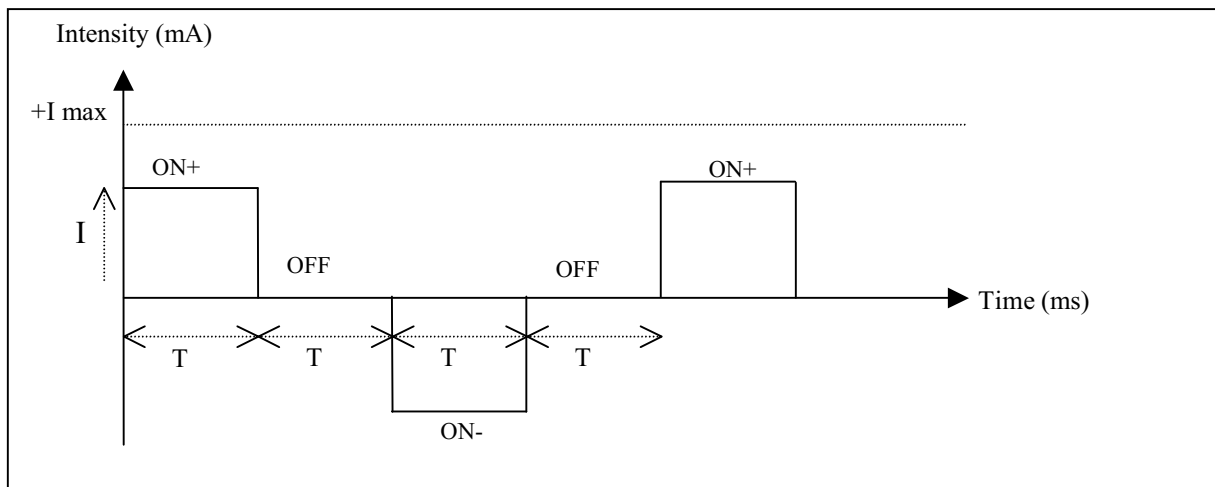 Intensity (mA)
+I max
ON+
ON+
I
OFF
OFF
Time (ms)
T
T
T
T
ON-